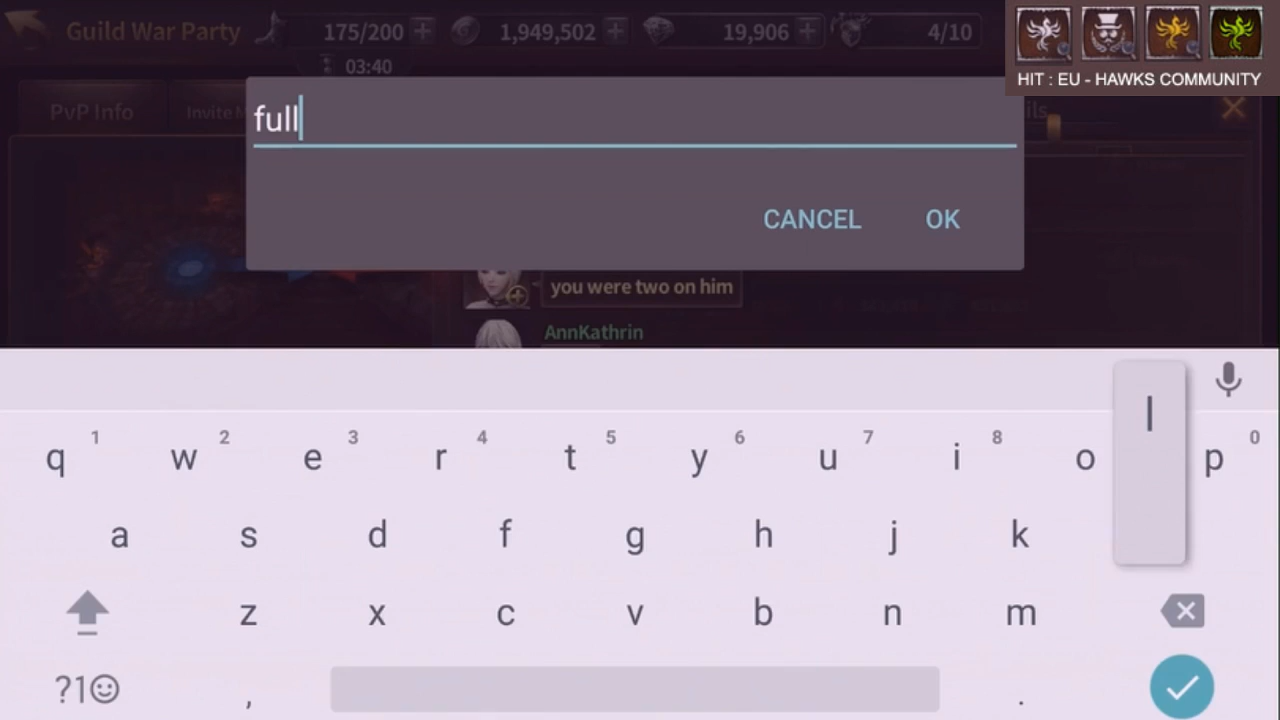 Guild War Party
175/200
1,949,502
19,906
4/10
03:40
HIT : EU - HAWKS COMMUNITY
PvP Info
Invite
full
CANCEL OK
you were two on him
AnnKathrin
l
1 2 3 4 5 6 7 8 0
q w e r t y u i o p
a s d f g h j k
z x c v b n m
?1☺ , .